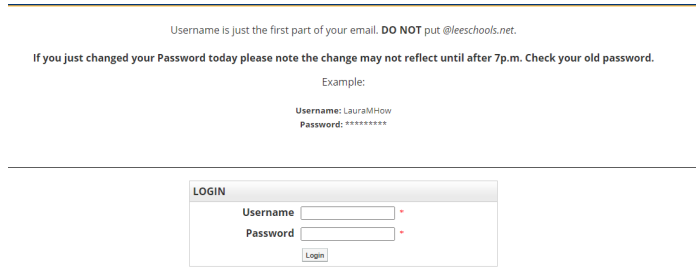 Username is just the first part of your email. DO NOT put @leeschools.net.
If you just changed your Password today please note the change may not reflect until after 7p.m. Check your old password.
Example:
Username: LauraMHow
Password: *********
LOGIN
Username *
Password *
Login